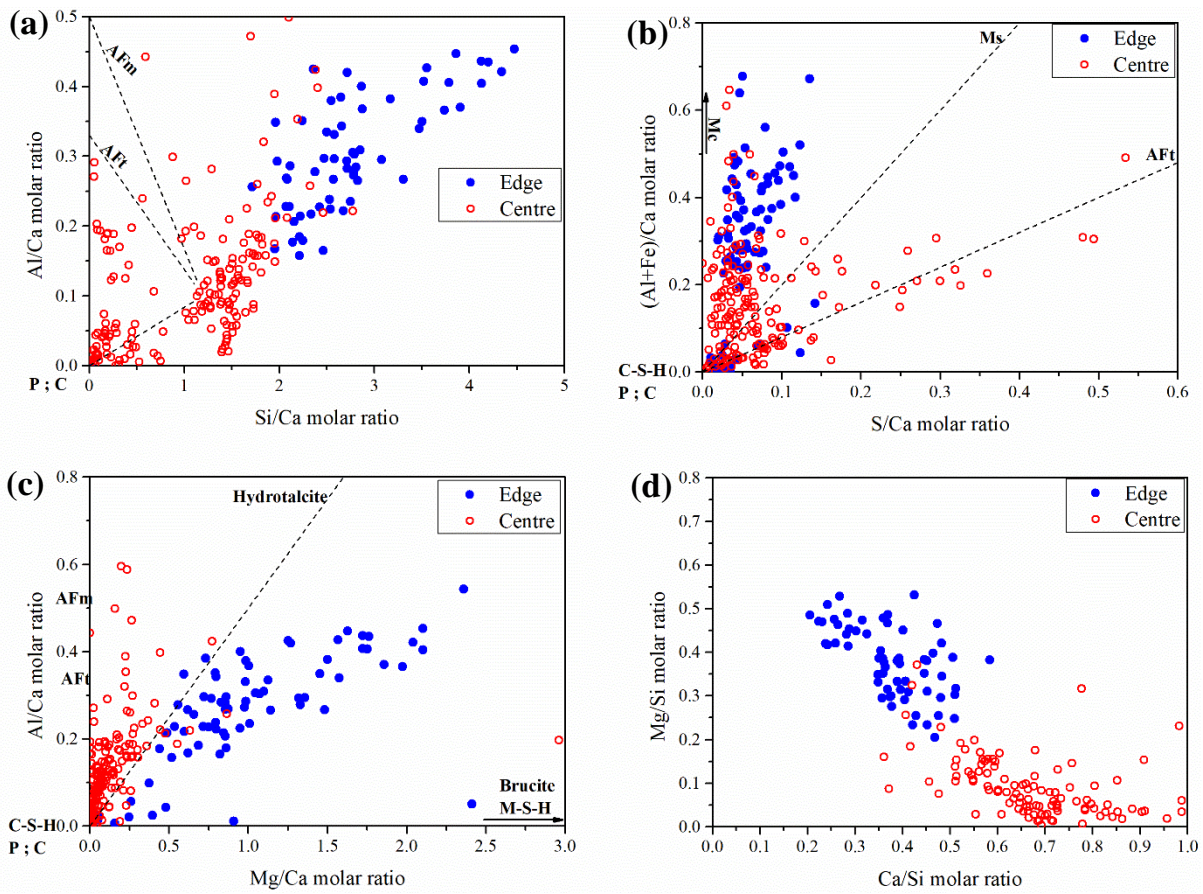 (a)
0.5
0.4
0.3
0.2
0.1
0.0
Al/Ca molar ratio
AFm
AFt
Edge
Centre
P ; C
0
1
2
3
4
5
Si/Ca molar ratio
(b)
0.8
0.6
0.4
0.2
0.0
(Al+Fe)/Ca molar ratio
Mc
Ms
AFt
Edge
Centre
C-S-H
P ; C
0.0
0.1
0.2
0.3
0.4
0.5
0.6
S/Ca molar ratio
(c)
0.8
0.6
0.4
0.2
0.0
Al/Ca molar ratio
AFm
AFt
Hydrotalcite
Edge
Centre
Brucite
M-S-H
C-S-H
P ; C
0.0
0.5
1.0
1.5
2.0
2.5
3.0
Mg/Ca molar ratio
(d)
0.8
0.7
0.6
0.5
0.4
0.3
0.2
0.1
0.0
Mg/Si molar ratio
Edge
Centre
0.0
0.1
0.2
0.3
0.4
0.5
0.6
0.7
0.8
0.9
1.0
Ca/Si molar ratio